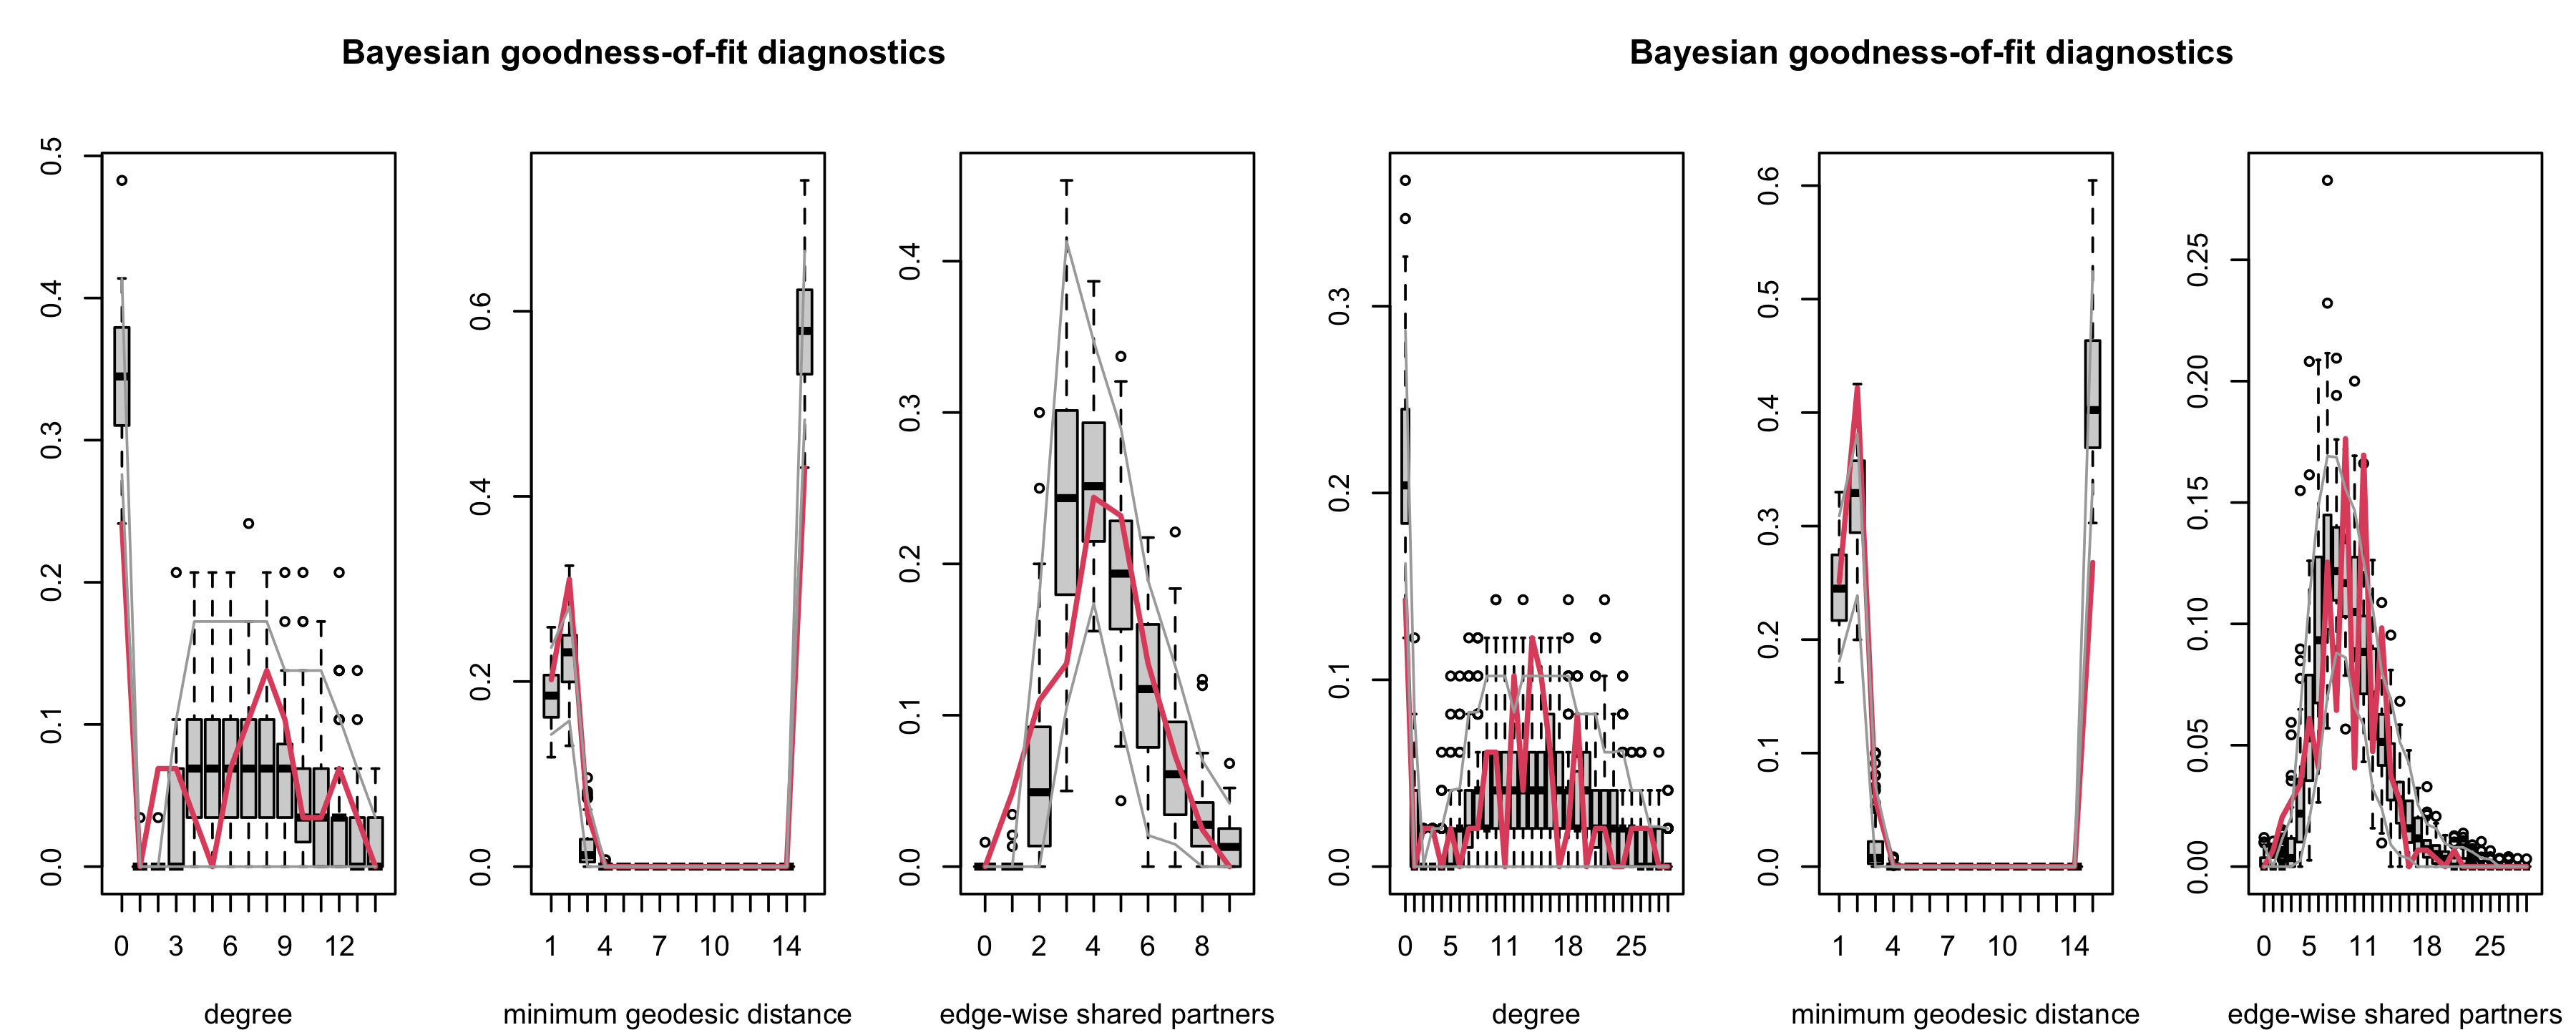 Bayesian goodness-of-fit diagnostics
0.0 0.1 0.2 0.3 0.4 0.5
0 3 6 9 12
degree
0.0 0.2 0.4 0.6
1 4 7 10 14
minimum geodesic distance
0.0 0.1 0.2 0.3 0.4
0 2 4 6 8
edge-wise shared partners
Bayesian goodness-of-fit diagnostics
0.0 0.1 0.2 0.3
0 5 11 18 25
degree
0.0 0.1 0.2 0.3 0.4 0.5 0.6
1 4 7 10 14
minimum geodesic distance
0.00 0.05 0.10 0.15 0.20 0.25
0 5 11 18 25
edge-wise shared partners